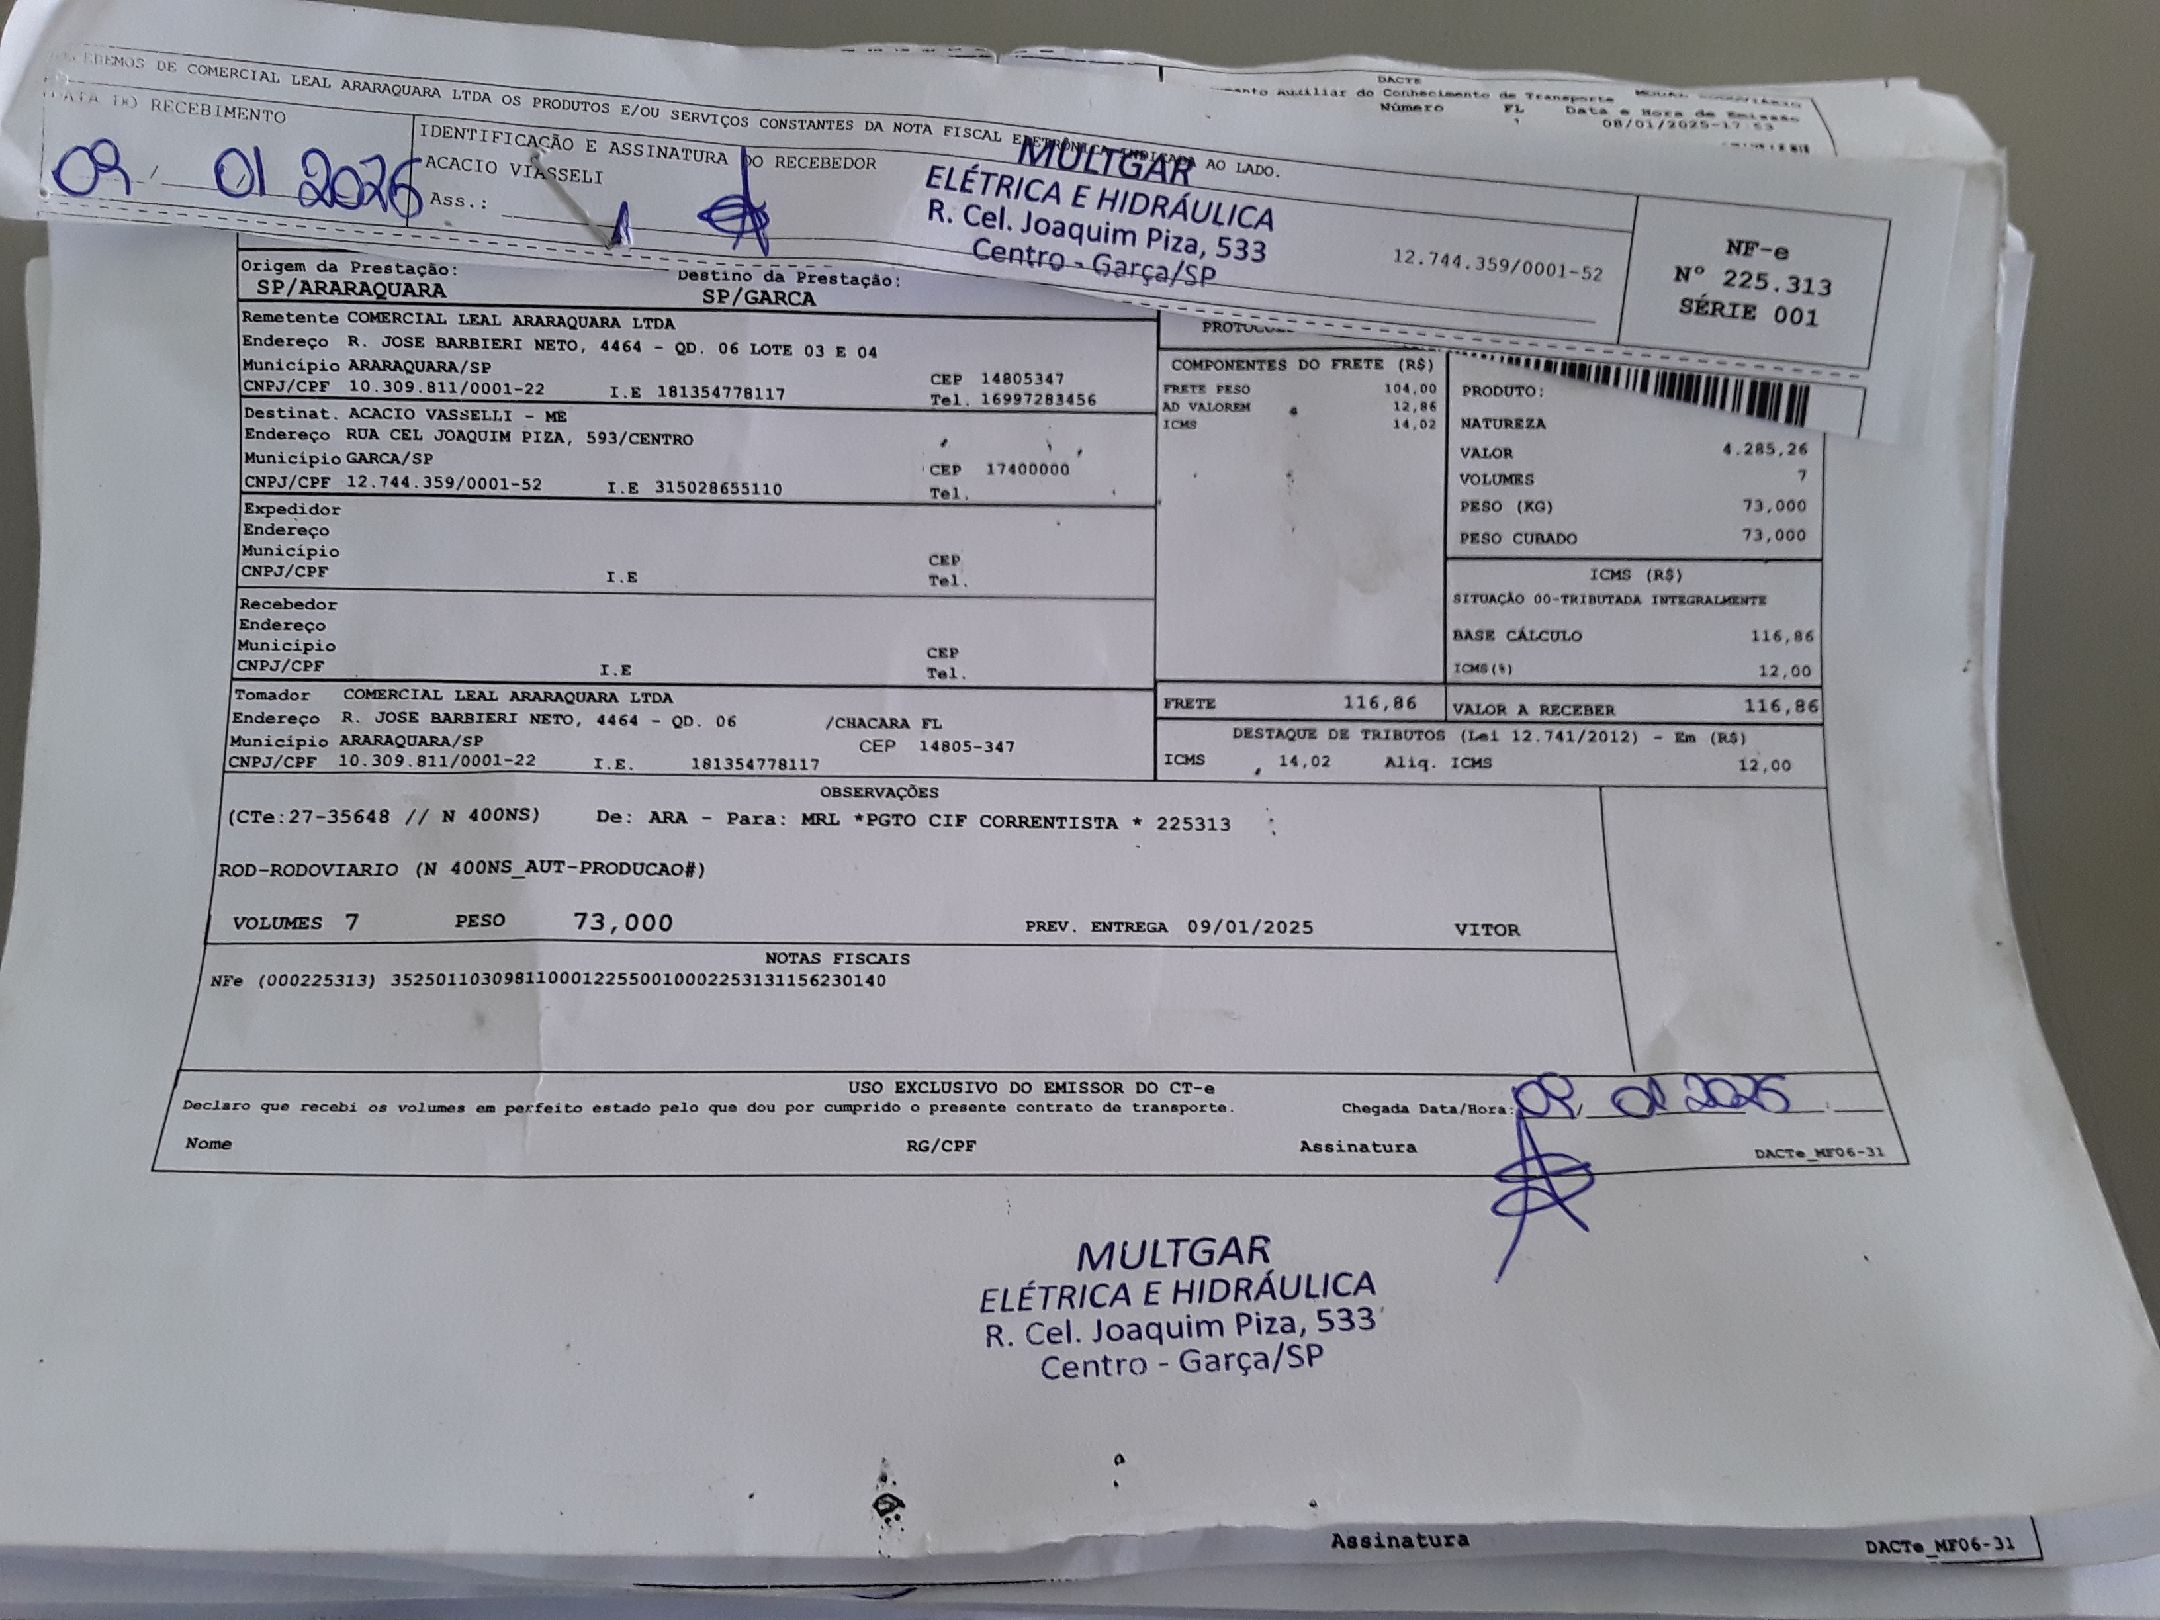 EBEMOS DE COMERCIAL LEAL ARARAQUARA LTDA OS PRODUTOS E/OU SERVIÇOS CONSTANTES DA NOTA FISCAL ELETRÔNICA INDICADA AO LADO.
DATA DO RECEBIMENTO
09/ 01 2025
IDENTIFICAÇÃO E ASSINATURA DO RECEBEDOR
ACACIO VIASSELI
Ass.:
MULTGAR
ELÉTRICA E HIDRÁULICA
R. Cel. Joaquim Piza, 533
Centro - Garça/SP
12.744.359/0001-52
NF-e
Nº 225.313
SÉRIE 001
DACTE
Auxiliar do Conhecimento de Transporte
Número FL Data e Hora de Emissão
1 08/01/2025-17:53
Origem da Prestação: Destino da Prestação:
SP/ARARAQUARA SP/GARCA
Remetente COMERCIAL LEAL ARARAQUARA LTDA
Endereço R. JOSE BARBIERI NETO, 4464 - QD. 06 LOTE 03 E 04
Município ARARAQUARA/SP CEP 14805347
CNPJ/CPF 10.309.811/0001-22 I.E 181354778117 Tel. 16997283456
Destinat. ACACIO VASSELLI - ME
Endereço RUA CEL JOAQUIM PIZA, 593/CENTRO
Município GARCA/SP CEP 17400000
CNPJ/CPF 12.744.359/0001-52 I.E 315028655110 Tel.
Expedidor
Endereço
Município CEP
CNPJ/CPF I.E Tel.
Recebedor
Endereço
Município CEP
CNPJ/CPF I.E Tel.
Tomador COMERCIAL LEAL ARARAQUARA LTDA
Endereço R. JOSE BARBIERI NETO, 4464 - QD. 06 /CHACARA FL
Município ARARAQUARA/SP CEP 14805-347
CNPJ/CPF 10.309.811/0001-22 I.E. 181354778117
COMPONENTES DO FRETE (R$)
FRETE PESO 104,00
AD VALOREM 12,86
ICMS 14,02
PRODUTO:
NATUREZA
VALOR 4.285,26
VOLUMES 7
PESO (KG) 73,000
PESO CUBADO 73,000
ICMS (R$)
SITUAÇÃO 00-TRIBUTADA INTEGRALMENTE
BASE CÁLCULO 116,86
ICMS(%) 12,00
FRETE 116,86 VALOR A RECEBER 116,86
DESTAQUE DE TRIBUTOS (Lei 12.741/2012) - Em (R$)
ICMS 14,02 Aliq. ICMS 12,00
OBSERVAÇÕES
(CTe:27-35648 // N 400NS) De: ARA - Para: MRL *PGTO CIF CORRENTISTA * 225313
ROD-RODOVIARIO (N 400NS_AUT-PRODUCAO#)
VOLUMES 7 PESO 73,000 PREV. ENTREGA 09/01/2025 VITOR
NOTAS FISCAIS
NFe (000225313) 35250110309811000122550010002253131156230140
USO EXCLUSIVO DO EMISSOR DO CT-e
Declaro que recebi os volumes em perfeito estado pelo que dou por cumprido o presente contrato de transporte. Chegada Data/Hora: 09/ 01 2025 :
Nome RG/CPF Assinatura DACTe_MF06-31
MULTGAR
ELÉTRICA E HIDRÁULICA
R. Cel. Joaquim Piza, 533
Centro - Garça/SP
Assinatura DACTe_MF06-31